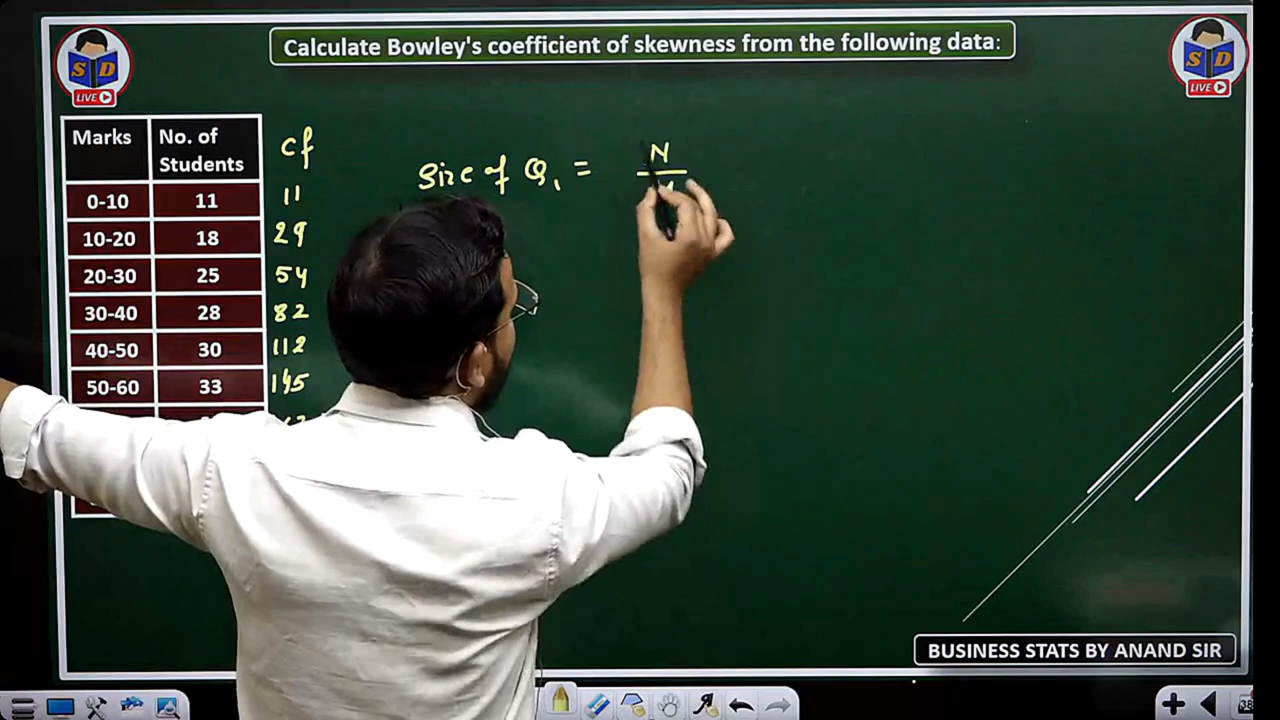 Calculate Bowley's coefficient of skewness from the following data:
S D
LIVE
S D
LIVE
Marks No. of Students cf
0-10 11 11
10-20 18 29
20-30 25 54
30-40 28 82
40-50 30 112
50-60 33 145
Size of Q₁ = N
BUSINESS STATS BY ANAND SIR
38